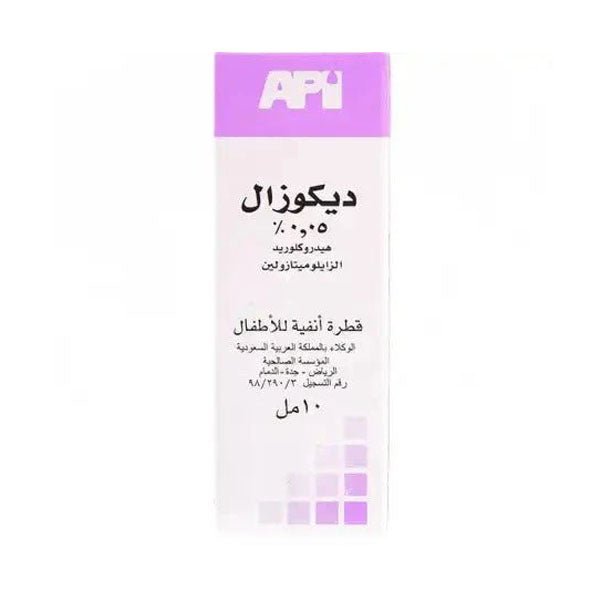 API
ديكوزال
٠,٠٥ ٪
هيدروكلوريد
الزايلوميتازولين
قطرة أنفية للأطفال
الوكلاء بالمملكة العربية السعودية
المؤسسة الصالحية
الرياض - جدة - الدمام
رقم التسجيل ٩٨/٢٩٠/٣
١٠ مل